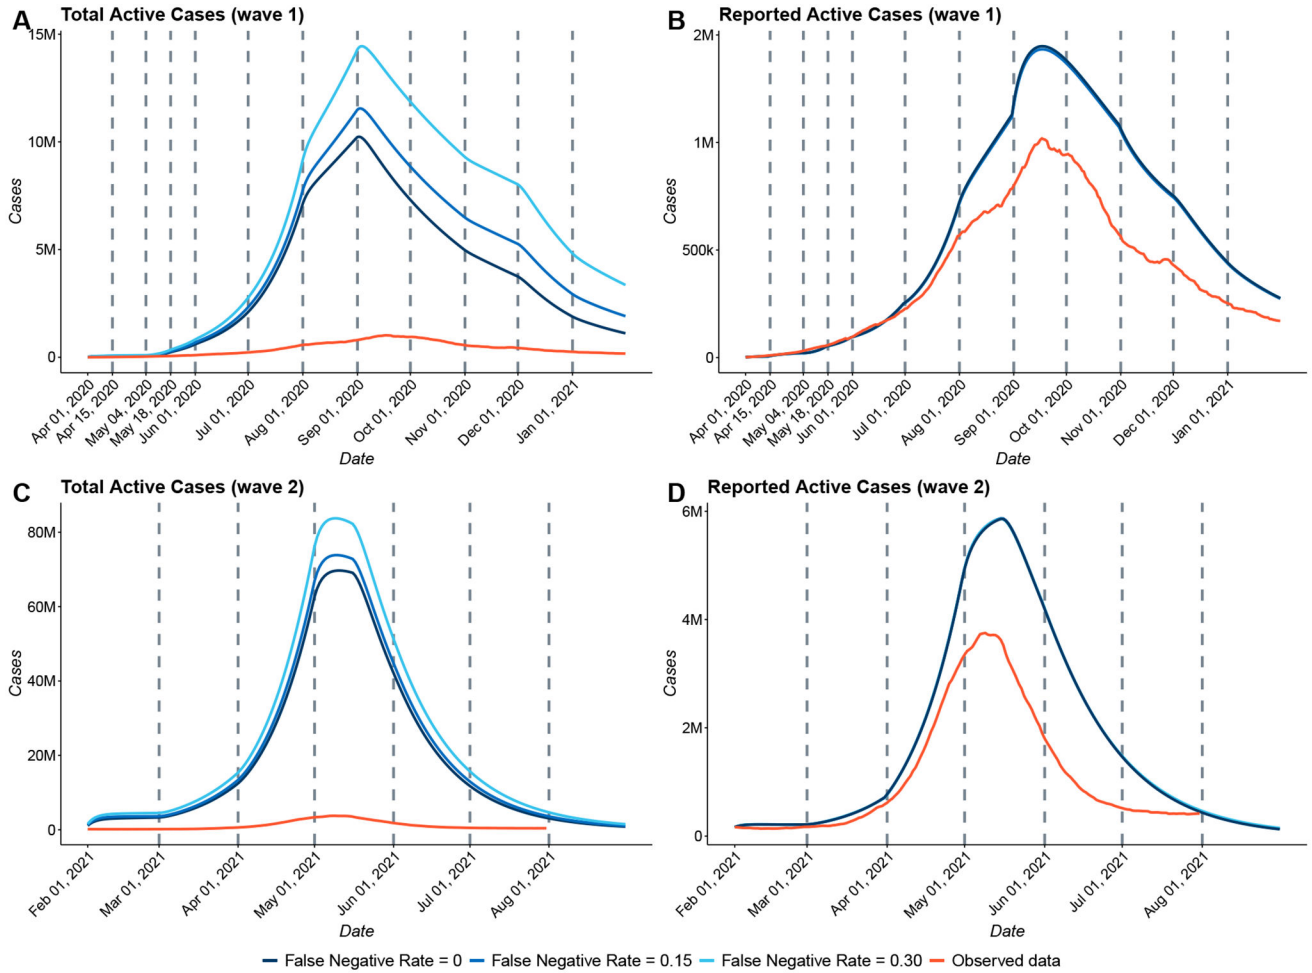 A Total Active Cases (wave 1)
15M
10M
5M
0
Cases
Apr 01, 2020
Apr 15, 2020
May 04, 2020
May 18, 2020
Jun 01, 2020
Jul 01, 2020
Aug 01, 2020
Sep 01, 2020
Oct 01, 2020
Nov 01, 2020
Dec 01, 2020
Jan 01, 2021
Date
B Reported Active Cases (wave 1)
2M
1M
500k
0
Cases
Apr 01, 2020
Apr 15, 2020
May 04, 2020
May 18, 2020
Jun 01, 2020
Jul 01, 2020
Aug 01, 2020
Sep 01, 2020
Oct 01, 2020
Nov 01, 2020
Dec 01, 2020
Jan 01, 2021
Date
C Total Active Cases (wave 2)
80M
60M
40M
20M
0
Cases
Feb 01, 2021
Mar 01, 2021
Apr 01, 2021
May 01, 2021
Jun 01, 2021
Jul 01, 2021
Aug 01, 2021
Date
D Reported Active Cases (wave 2)
6M
4M
2M
0
Cases
Feb 01, 2021
Mar 01, 2021
Apr 01, 2021
May 01, 2021
Jun 01, 2021
Jul 01, 2021
Aug 01, 2021
Date
False Negative Rate = 0 False Negative Rate = 0.15 False Negative Rate = 0.30 Observed data